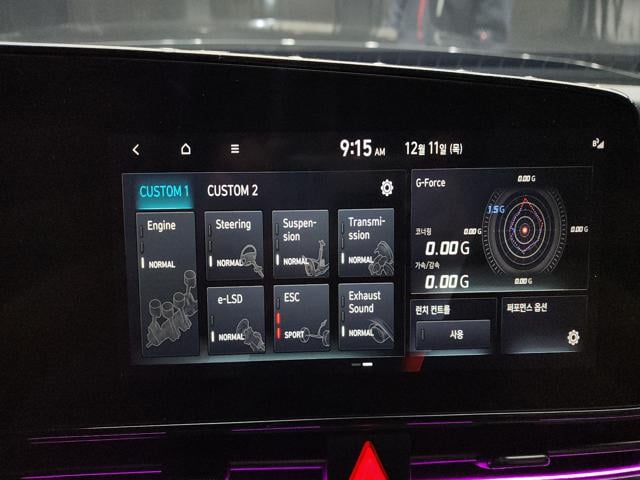 9:15 AM
12월 11일 (목)
CUSTOM 1
CUSTOM 2
Engine
NORMAL
Steering
NORMAL
Suspen-
sion
NORMAL
Transmi-
ssion
NORMAL
e-LSD
NORMAL
ESC
SPORT
Exhaust
Sound
NORMAL
G-Force
0.00 G
1.5G
코너링
0.00 G
0.00 G
0.00 G
가속/감속
0.00 G
0.00 G
런치 컨트롤
사용
퍼포먼스 옵션